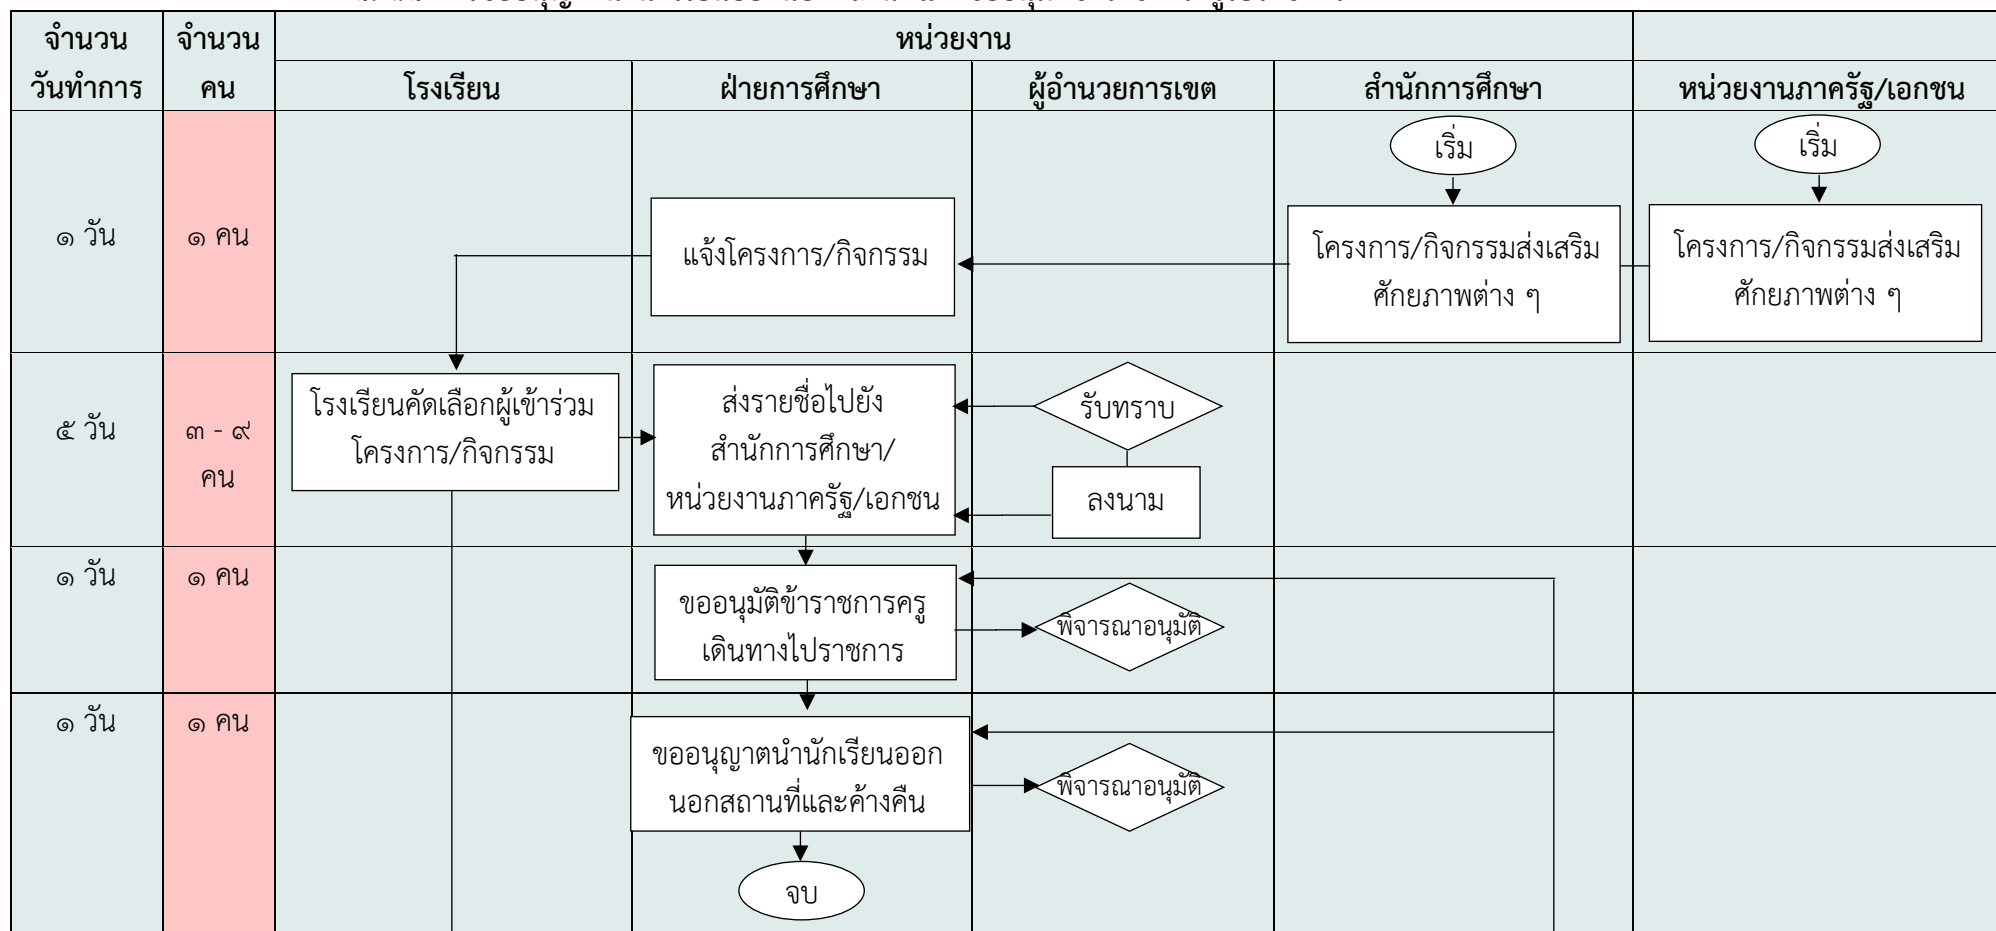 จำนวน
วันทำการ
จำนวน
คน
หน่วยงาน
โรงเรียน
ฝ่ายการศึกษา
ผู้อำนวยการเขต
สำนักการศึกษา
หน่วยงานภาครัฐ/เอกชน
๑ วัน
๑ คน
แจ้งโครงการ/กิจกรรม
เริ่ม
โครงการ/กิจกรรมส่งเสริม
ศักยภาพต่าง ๆ
เริ่ม
โครงการ/กิจกรรมส่งเสริม
ศักยภาพต่าง ๆ
๕ วัน
๓ - ๙
คน
โรงเรียนคัดเลือกผู้เข้าร่วม
โครงการ/กิจกรรม
ส่งรายชื่อไปยัง
สำนักการศึกษา/
หน่วยงานภาครัฐ/เอกชน
รับทราบ
ลงนาม
๑ วัน
๑ คน
ขออนุมัติข้าราชการครู
เดินทางไปราชการ
พิจารณาอนุมัติ
๑ วัน
๑ คน
ขออนุญาตนำนักเรียนออก
นอกสถานที่และค้างคืน
พิจารณาอนุมัติ
จบ